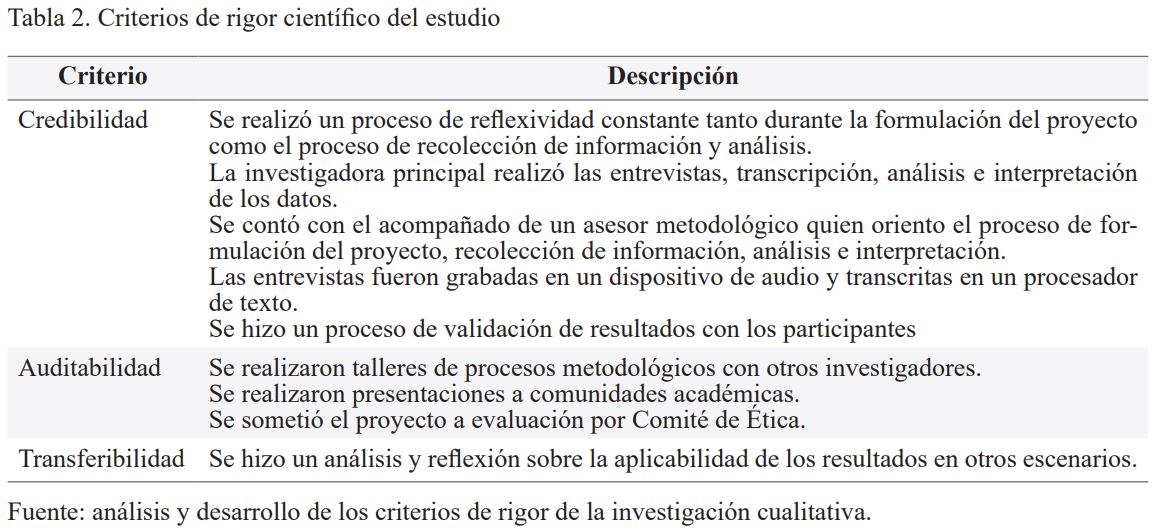 Tabla 2. Criterios de rigor científico del estudio
Criterio Descripción
Credibilidad Se realizó un proceso de reflexividad constante tanto durante la formulación del proyecto
como el proceso de recolección de información y análisis.
La investigadora principal realizó las entrevistas, transcripción, análisis e interpretación
de los datos.
Se contó con el acompañado de un asesor metodológico quien oriento el proceso de for-
mulación del proyecto, recolección de información, análisis e interpretación.
Las entrevistas fueron grabadas en un dispositivo de audio y transcritas en un procesador
de texto.
Se hizo un proceso de validación de resultados con los participantes
Auditabilidad Se realizaron talleres de procesos metodológicos con otros investigadores.
Se realizaron presentaciones a comunidades académicas.
Se sometió el proyecto a evaluación por Comité de Ética.
Transferibilidad Se hizo un análisis y reflexión sobre la aplicabilidad de los resultados en otros escenarios.
Fuente: análisis y desarrollo de los criterios de rigor de la investigación cualitativa.